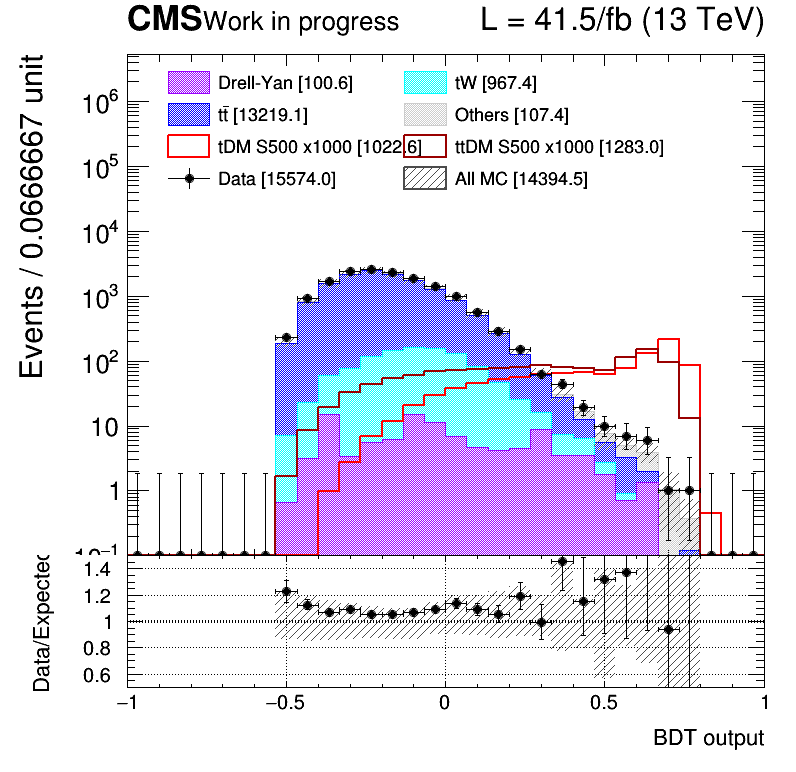 CMS Work in progress L = 41.5/fb (13 TeV)
Events / 0.0666667 unit
Drell-Yan [100.6] tW [967.4]
tt̄ [13219.1] Others [107.4]
tDM S500 x1000 [1022.6] ttDM S500 x1000 [1283.0]
Data [15574.0] All MC [14394.5]
10⁶
10⁵
10⁴
10³
10²
10
1
10⁻¹
Data/Expected
1.4
1.2
1
0.8
0.6
−1 −0.5 0 0.5 1
BDT output